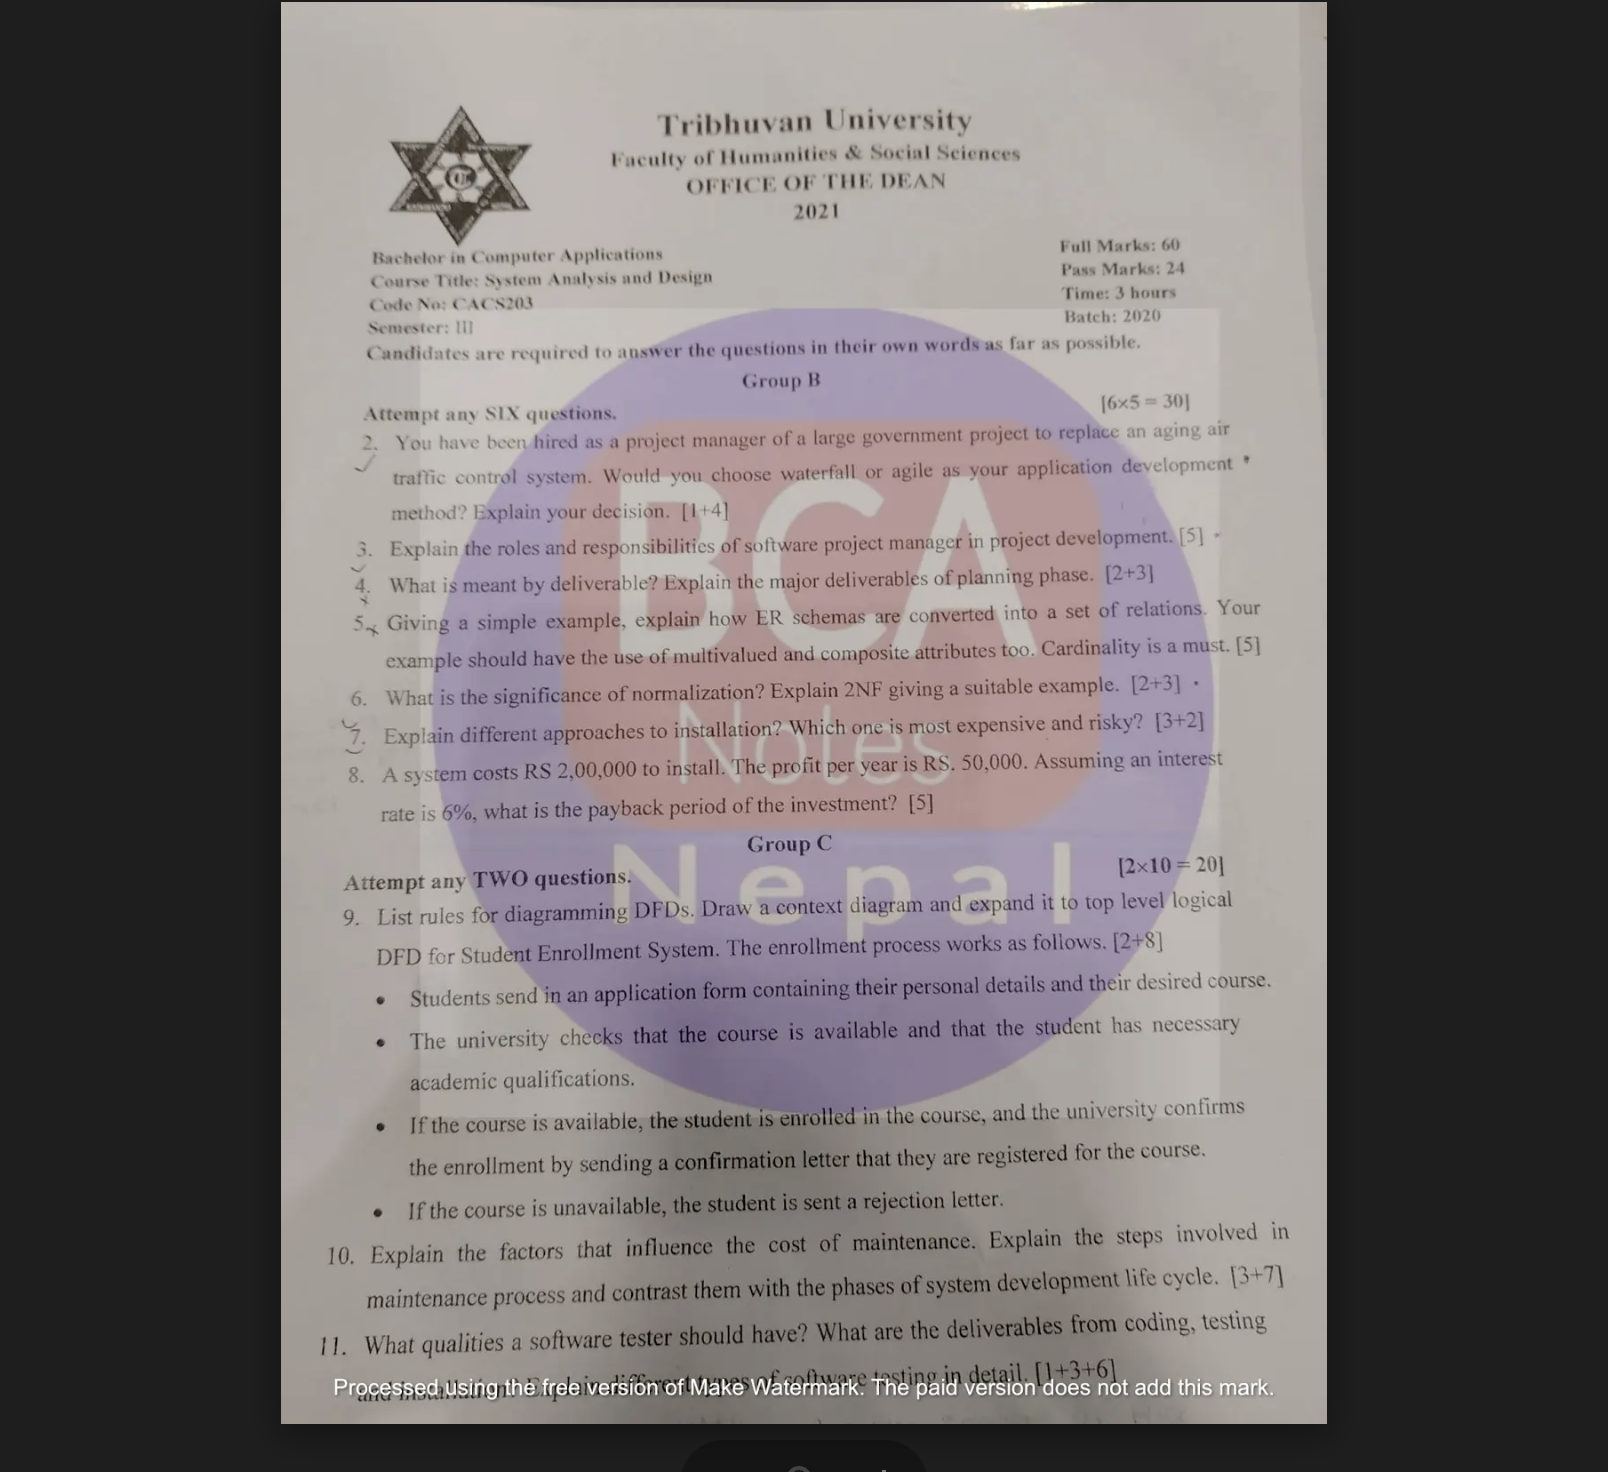 Tribhuvan University
Faculty of Humanities & Social Sciences
OFFICE OF THE DEAN
2021
Bachelor in Computer Applications
Course Title: System Analysis and Design
Code No: CACS203
Semester: III
Full Marks: 60
Pass Marks: 24
Time: 3 hours
Batch: 2020
Candidates are required to answer the questions in their own words as far as possible.
Group B
Attempt any SIX questions. [6×5 = 30]
2. You have been hired as a project manager of a large government project to replace an aging air
traffic control system. Would you choose waterfall or agile as your application development
method? Explain your decision. [1+4]
3. Explain the roles and responsibilities of software project manager in project development. [5]
4. What is meant by deliverable? Explain the major deliverables of planning phase. [2+3]
5. Giving a simple example, explain how ER schemas are converted into a set of relations. Your
example should have the use of multivalued and composite attributes too. Cardinality is a must. [5]
6. What is the significance of normalization? Explain 2NF giving a suitable example. [2+3]
7. Explain different approaches to installation? Which one is most expensive and risky? [3+2]
8. A system costs RS 2,00,000 to install. The profit per year is RS. 50,000. Assuming an interest
rate is 6%, what is the payback period of the investment? [5]
Group C
Attempt any TWO questions. [2×10 = 20]
9. List rules for diagramming DFDs. Draw a context diagram and expand it to top level logical
DFD for Student Enrollment System. The enrollment process works as follows. [2+8]
• Students send in an application form containing their personal details and their desired course.
• The university checks that the course is available and that the student has necessary
academic qualifications.
• If the course is available, the student is enrolled in the course, and the university confirms
the enrollment by sending a confirmation letter that they are registered for the course.
• If the course is unavailable, the student is sent a rejection letter.
10. Explain the factors that influence the cost of maintenance. Explain the steps involved in
maintenance process and contrast them with the phases of system development life cycle. [3+7]
11. What qualities a software tester should have? What are the deliverables from coding, testing
and installation. Explain different types of software testing in detail. [1+3+6]
BCA
Notes
Nepal
Processed using the free version of Make Watermark. The paid version does not add this mark.